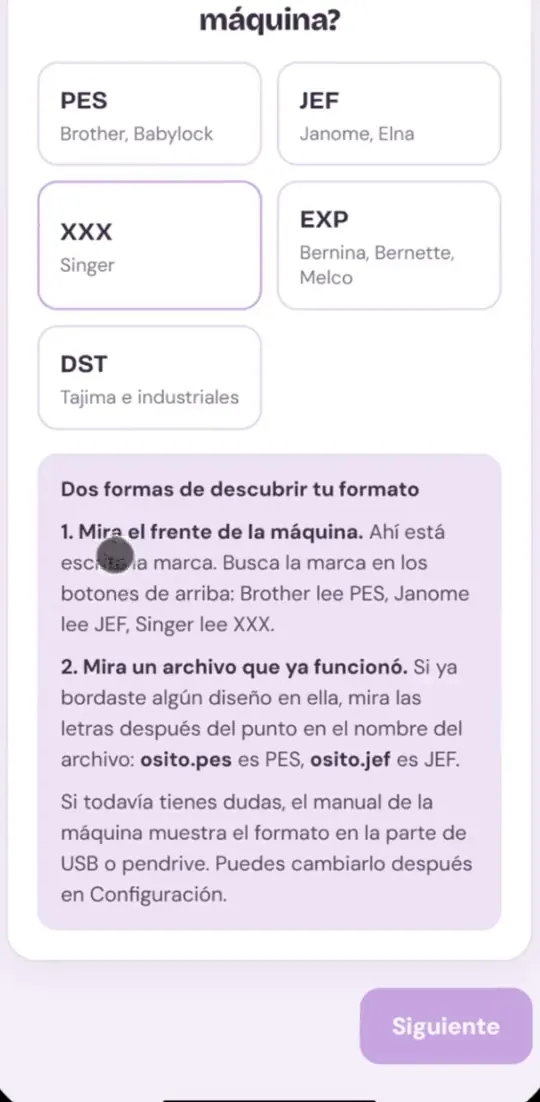 máquina?
PES
Brother, Babylock
JEF
Janome, Elna
XXX
Singer
EXP
Bernina, Bernette,
Melco
DST
Tajima e industriales
Dos formas de descubrir tu formato
1. Mira el frente de la máquina. Ahí está
la marca. Busca la marca en los
botones de arriba: Brother lee PES, Janome
lee JEF, Singer lee XXX.
2. Mira un archivo que ya funcionó. Si ya
bordaste algún diseño en ella, mira las
letras después del punto en el nombre del
archivo: osito.pes es PES, osito.jef es JEF.
Si todavía tienes dudas, el manual de la
máquina muestra el formato en la parte de
USB o pendrive. Puedes cambiarlo después
en Configuración.
Siguiente